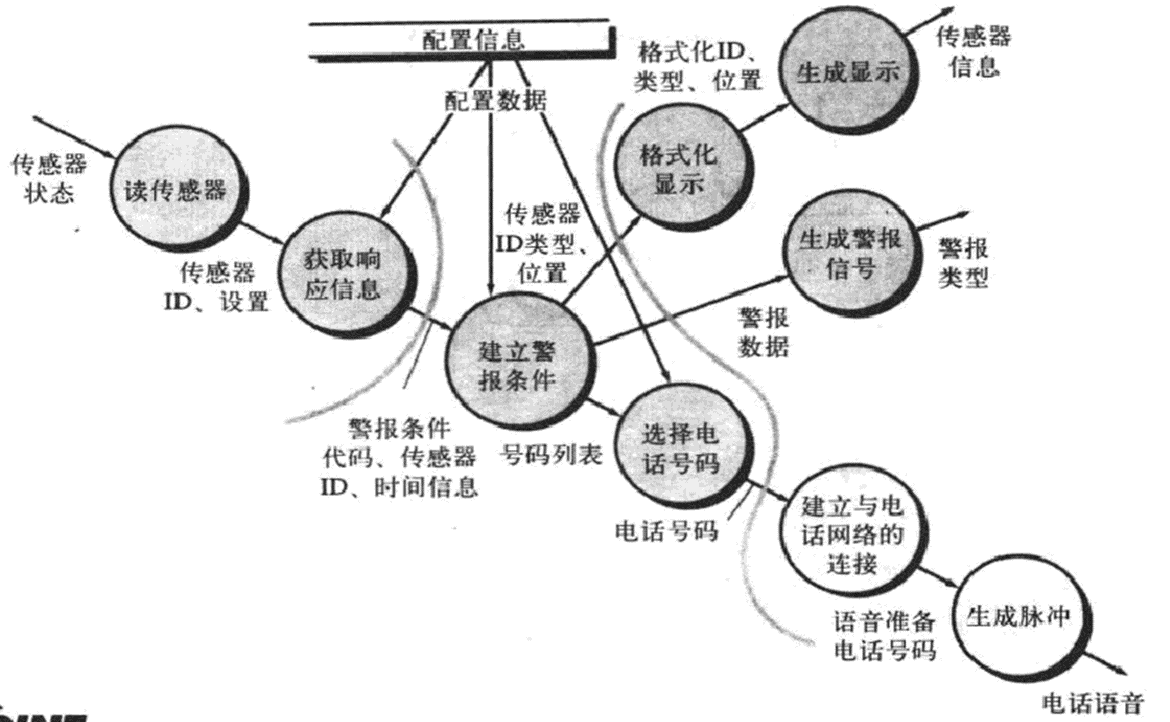 配置信息
配置数据
格式化ID、
类型、位置
生成显示
传感器
信息
传感器
状态
读传感器
格式化
显示
传感器
ID、设置
获取响
应信息
传感器
ID类型、
位置
生成警报
信号
警报
类型
警报
数据
建立警
报条件
警报条件
代码、传感器
ID、时间信息
号码列表
选择电
话号码
电话号码
建立与电
话网络的
连接
语音准备
电话号码
生成脉冲
电话语音